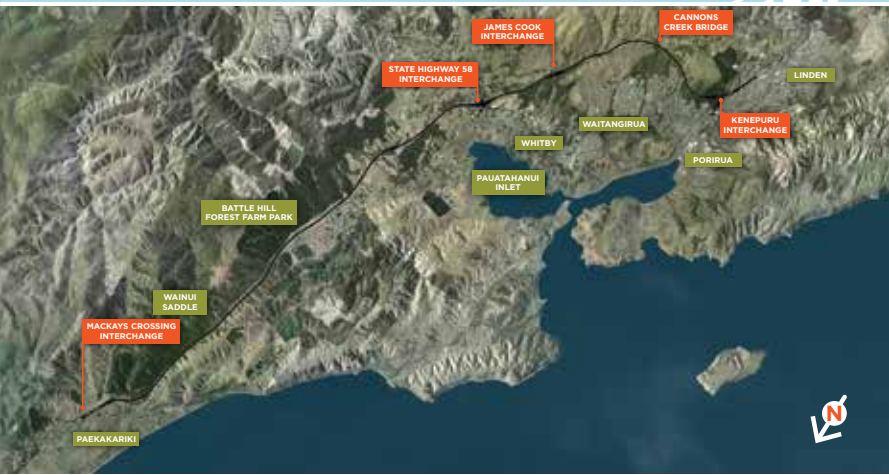 CANNONS
CREEK BRIDGE
JAMES COOK
INTERCHANGE
STATE HIGHWAY 58
INTERCHANGE
LINDEN
KENEPURU
INTERCHANGE
WAITANGIRUA
WHITBY
PORIRUA
PAUATAHANUI
INLET
BATTLE HILL
FOREST FARM PARK
WAINUI
SADDLE
MACKAYS CROSSING
INTERCHANGE
PAEKAKARIKI
N